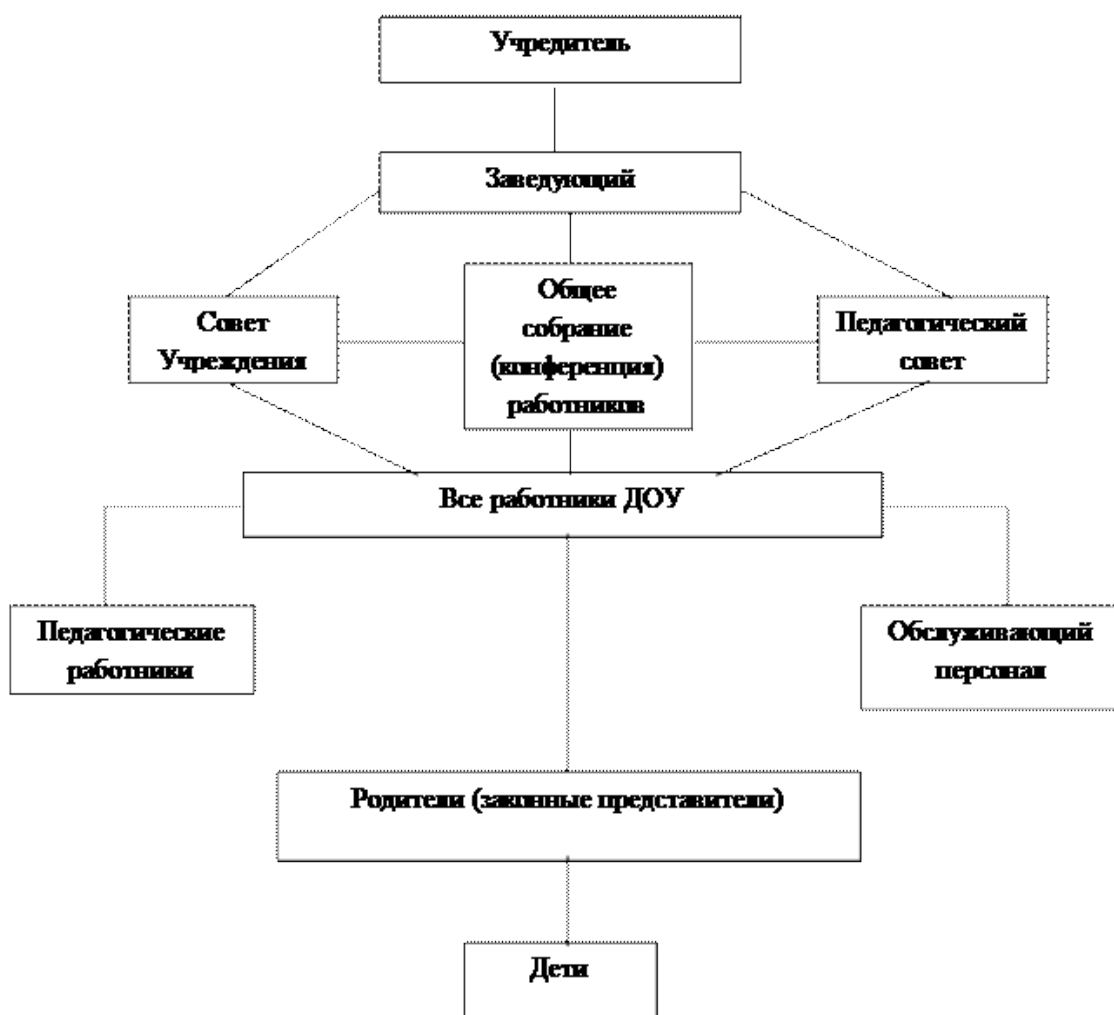 Учредитель
Заведующий
Совет
Учреждения
Общее
собрание
(конференция)
работников
Педагогический
совет
Все работники ДОУ
Педагогические
работники
Обслуживающий
персонал
Родители (законные представители)
Дети